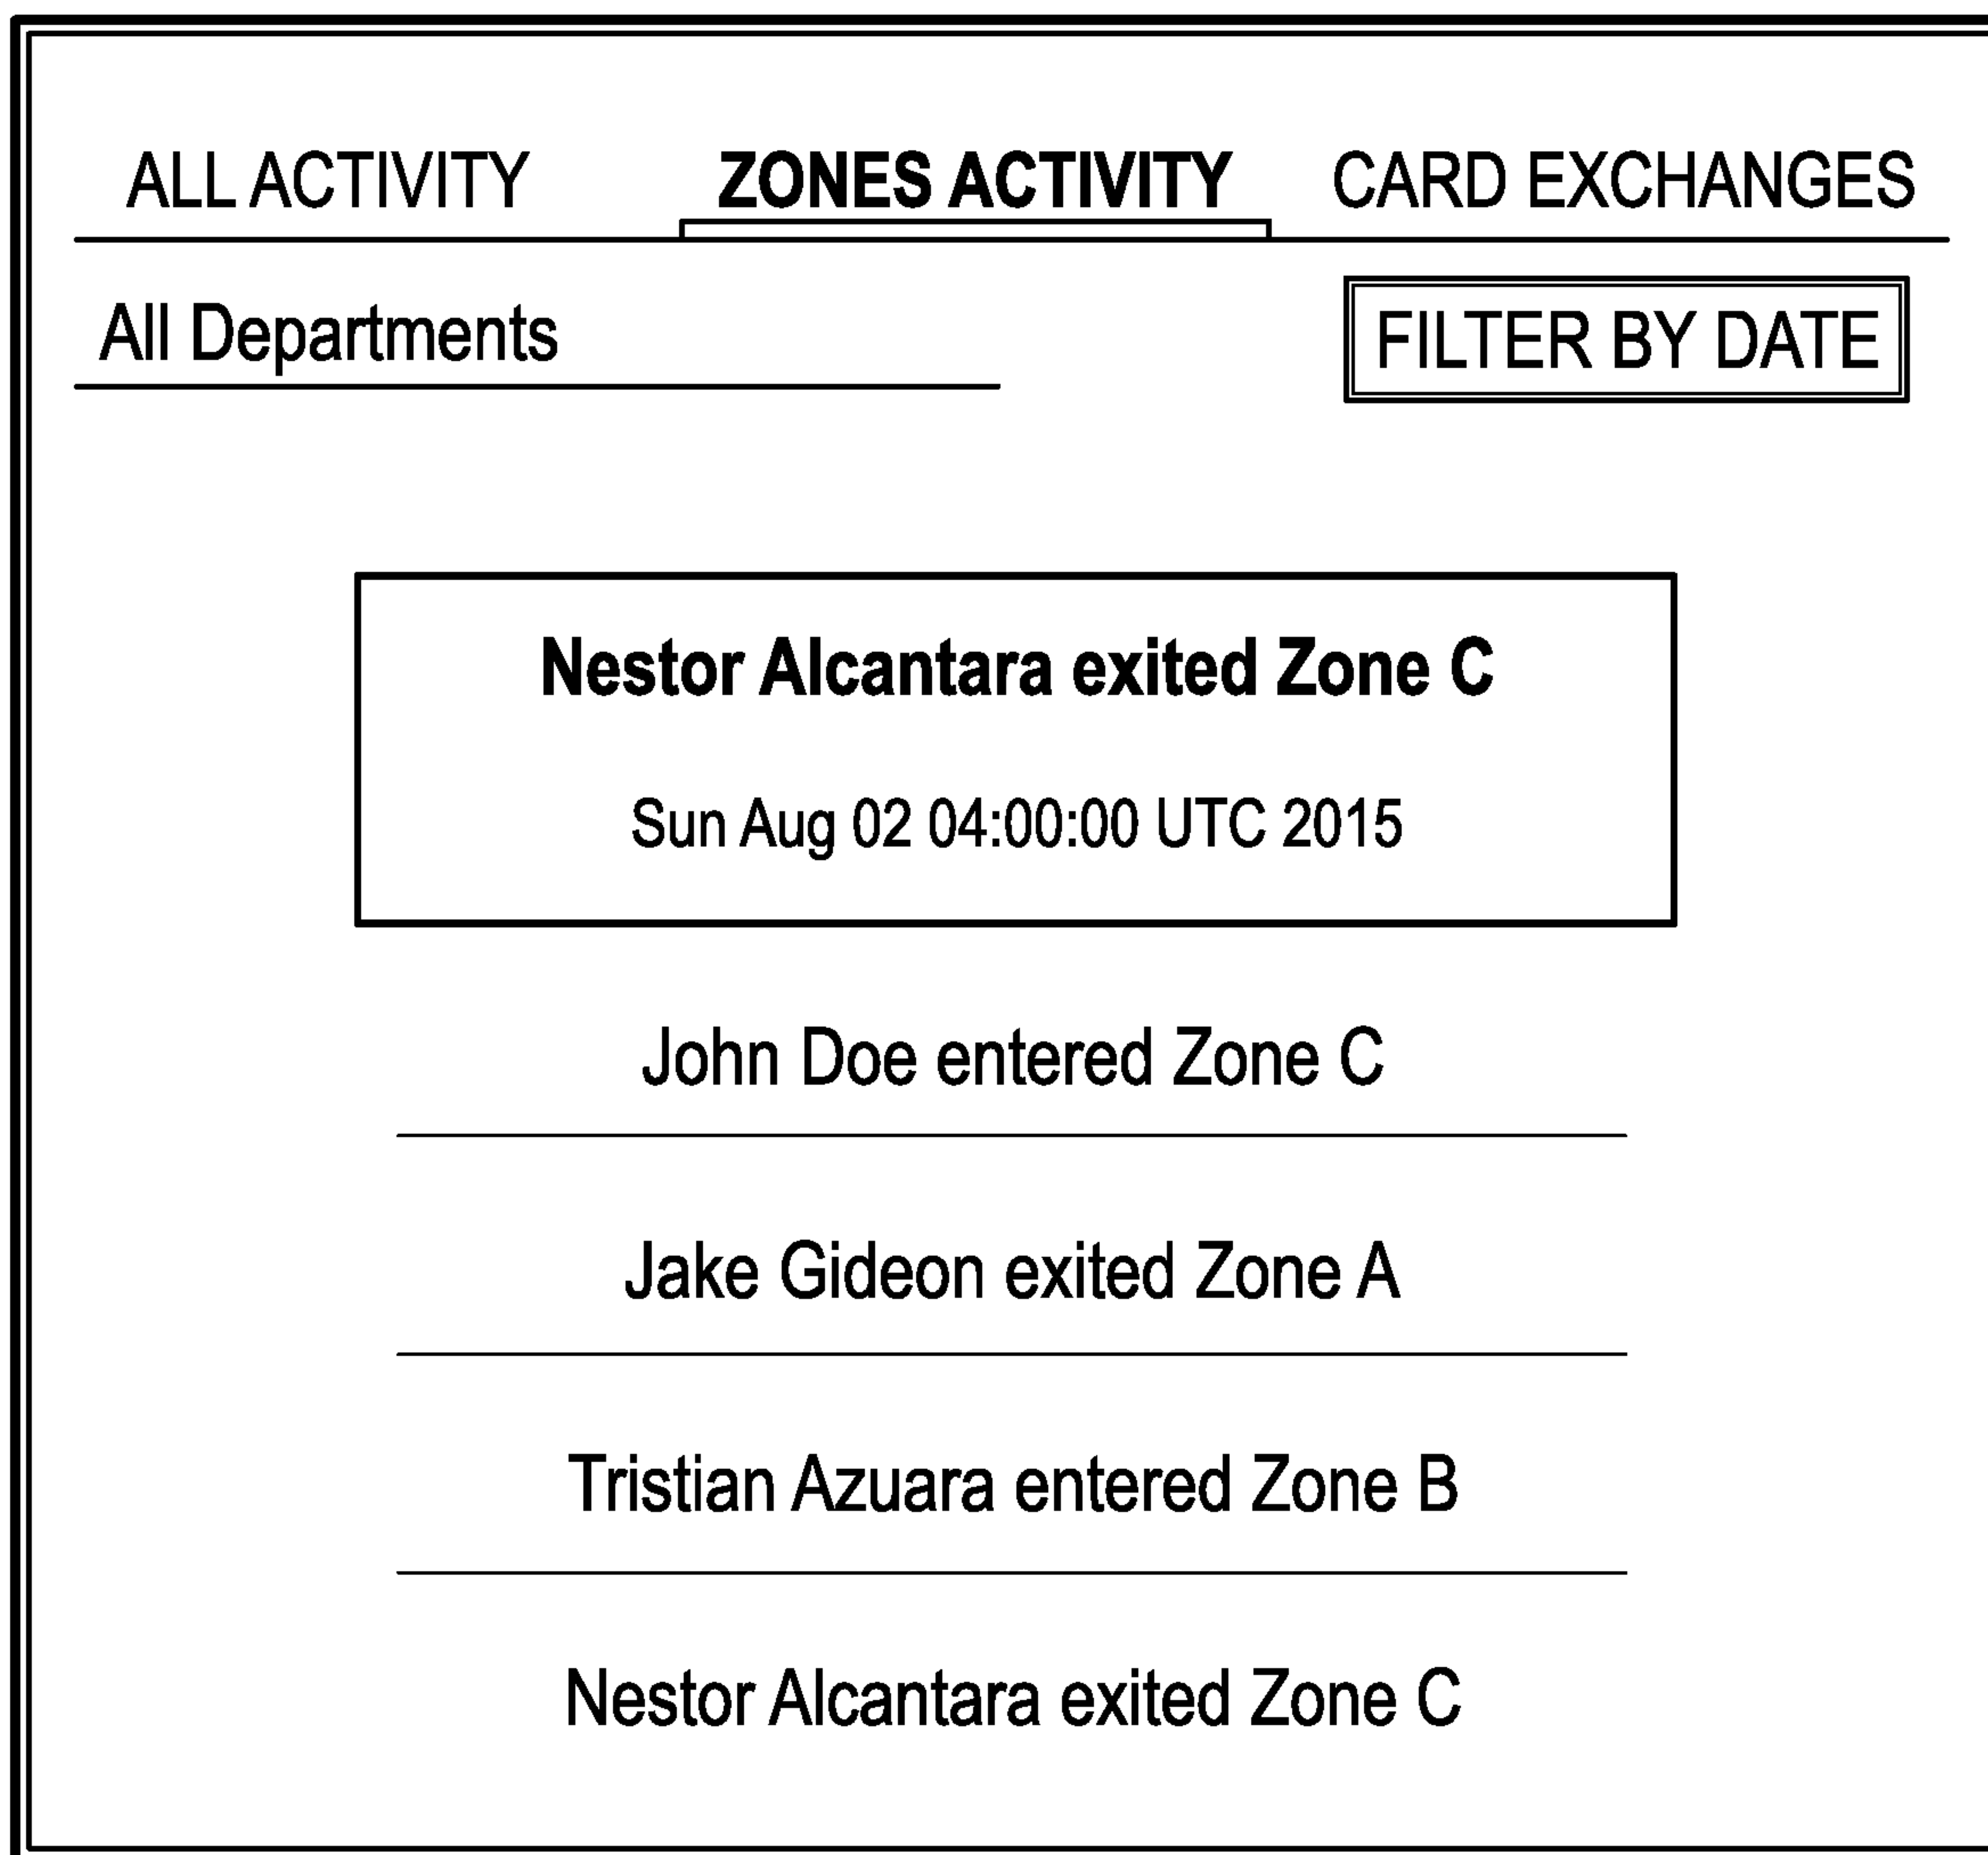 ALL ACTIVITY ZONES ACTIVITY CARD EXCHANGES
All Departments FILTER BY DATE
Nestor Alcantara exited Zone C
Sun Aug 02 04:00:00 UTC 2015
John Doe entered Zone C
Jake Gideon exited Zone A
Tristian Azuara entered Zone B
Nestor Alcantara exited Zone C